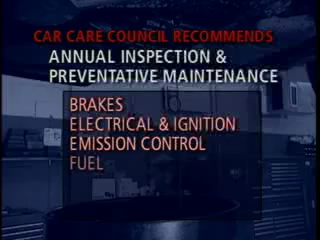 CAR CARE COUNCIL RECOMMENDS
ANNUAL INSPECTION &
PREVENTATIVE MAINTENANCE
BRAKES
ELECTRICAL & IGNITION
EMISSION CONTROL
FUEL